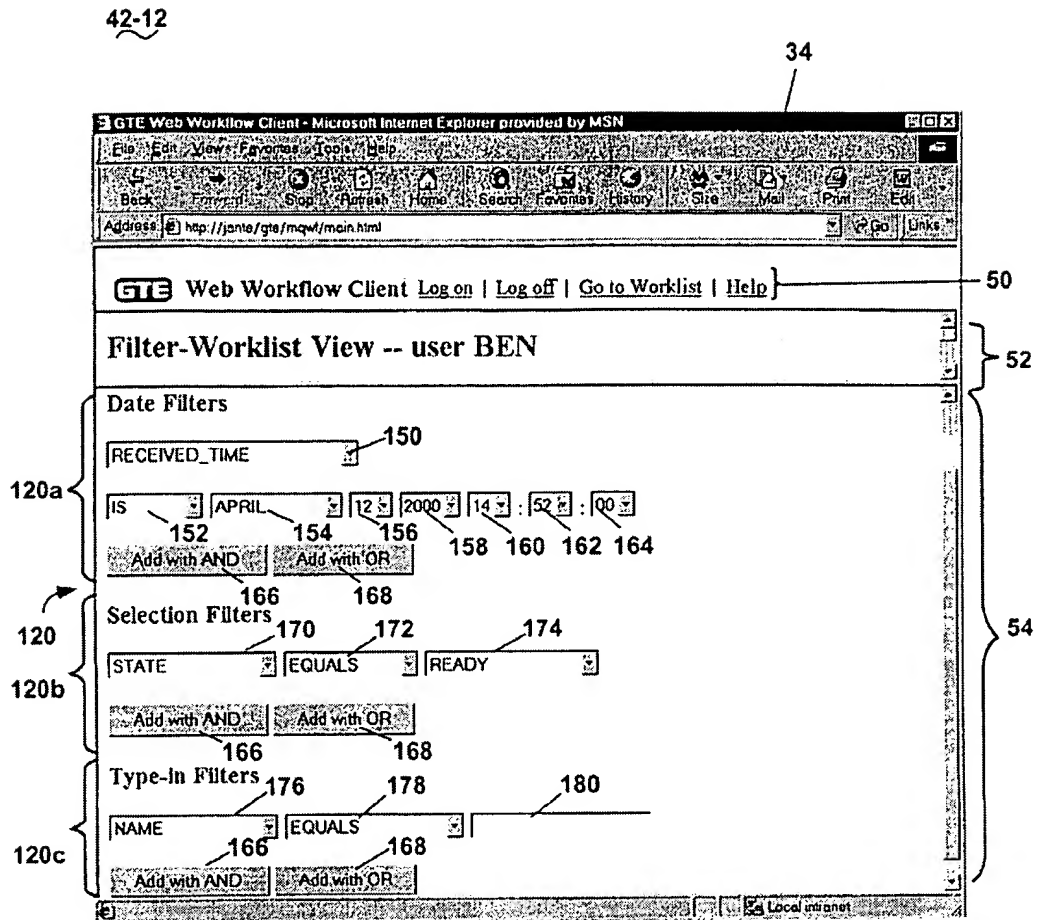 42-12
34
GTE Web Workflow Client - Microsoft Internet Explorer provided by MSN
File Edit View Favorites Tools Help
Back Forward Stop Refresh Home Search Favorites History Size Mail Print Edit
Address http://jante/gte/mqwf/main.html Go Links
GTE Web Workflow Client Log on | Log off | Go to Worklist | Help
50
Filter-Worklist View -- user BEN
52
Date Filters
150
RECEIVED_TIME
120a
IS APRIL 12 2000 14 : 52 : 00
152 154 156 158 160 162 164
Add with AND Add with OR
166 168
120
Selection Filters
170 172 174
54
STATE EQUALS READY
120b
Add with AND Add with OR
166 168
Type-in Filters
176 178 180
NAME EQUALS
120c
166 168
Add with AND Add with OR
Local intranet